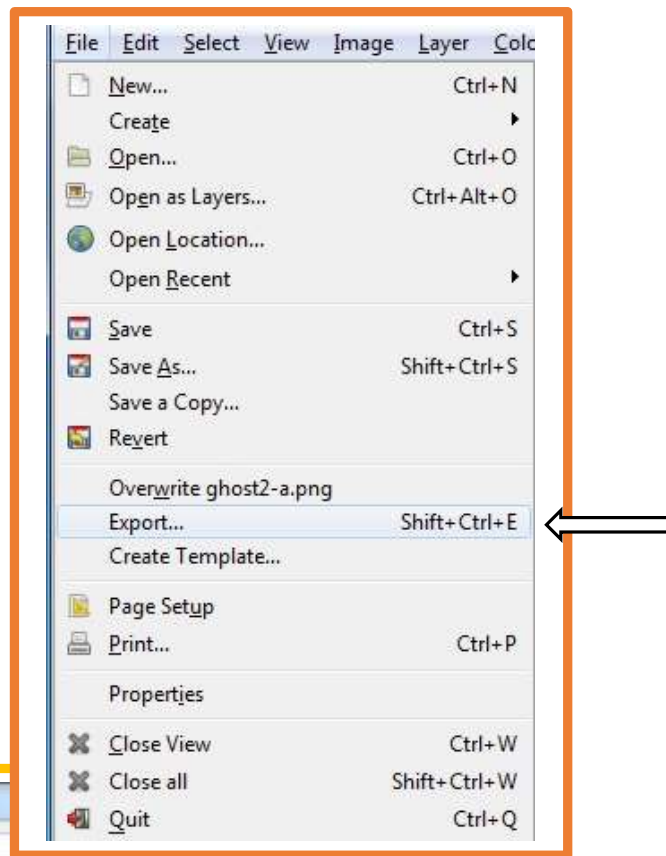 File Edit Select View Image Layer Colo
New... Ctrl+N
Create
Open... Ctrl+O
Open as Layers... Ctrl+Alt+O
Open Location...
Open Recent
Save Ctrl+S
Save As... Shift+Ctrl+S
Save a Copy...
Revert
Overwrite ghost2-a.png
Export... Shift+Ctrl+E
Create Template...
Page Setup
Print... Ctrl+P
Properties
Close View Ctrl+W
Close all Shift+Ctrl+W
Quit Ctrl+Q